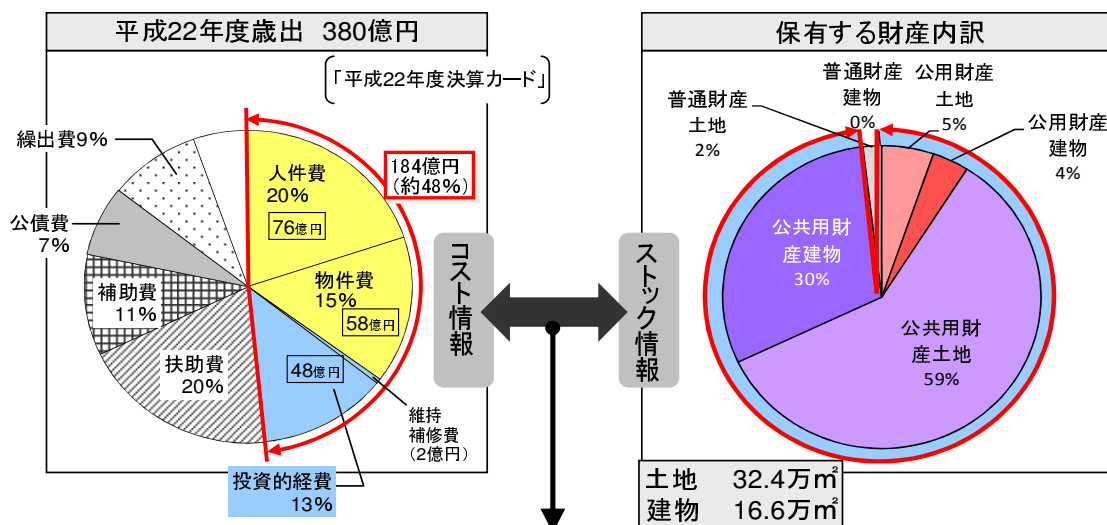 平成22年度歳出 380億円
「平成22年度決算カード」
184億円
(約48%)
人件費
20%
76億円
物件費
15%
58億円
48億円
維持
補修費
(2億円)
投資的経費
13%
扶助費
20%
補助費
11%
公債費
7%
繰出費9%
コスト情報
ストック情報
保有する財産内訳
普通財産
建物
0%
公用財産
土地
5%
普通財産
土地
2%
公用財産
建物
4%
公共用財
産建物
30%
公共用財
産土地
59%
土地 32.4万㎡
建物 16.6万㎡